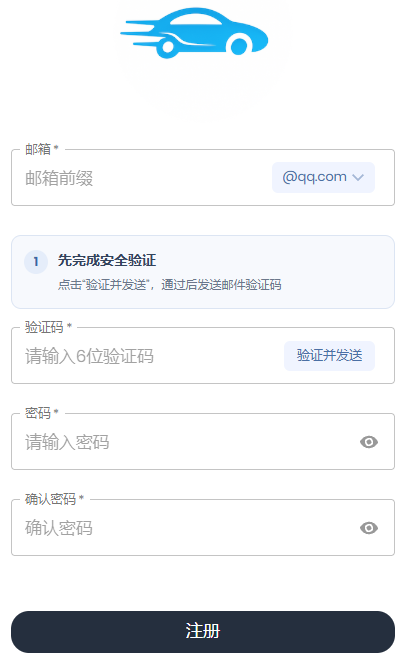 邮箱 *
邮箱前缀
@qq.com
1
先完成安全验证
点击"验证并发送"，通过后发送邮件验证码
验证码 *
请输入6位验证码
验证并发送
密码 *
请输入密码
确认密码 *
确认密码
注册